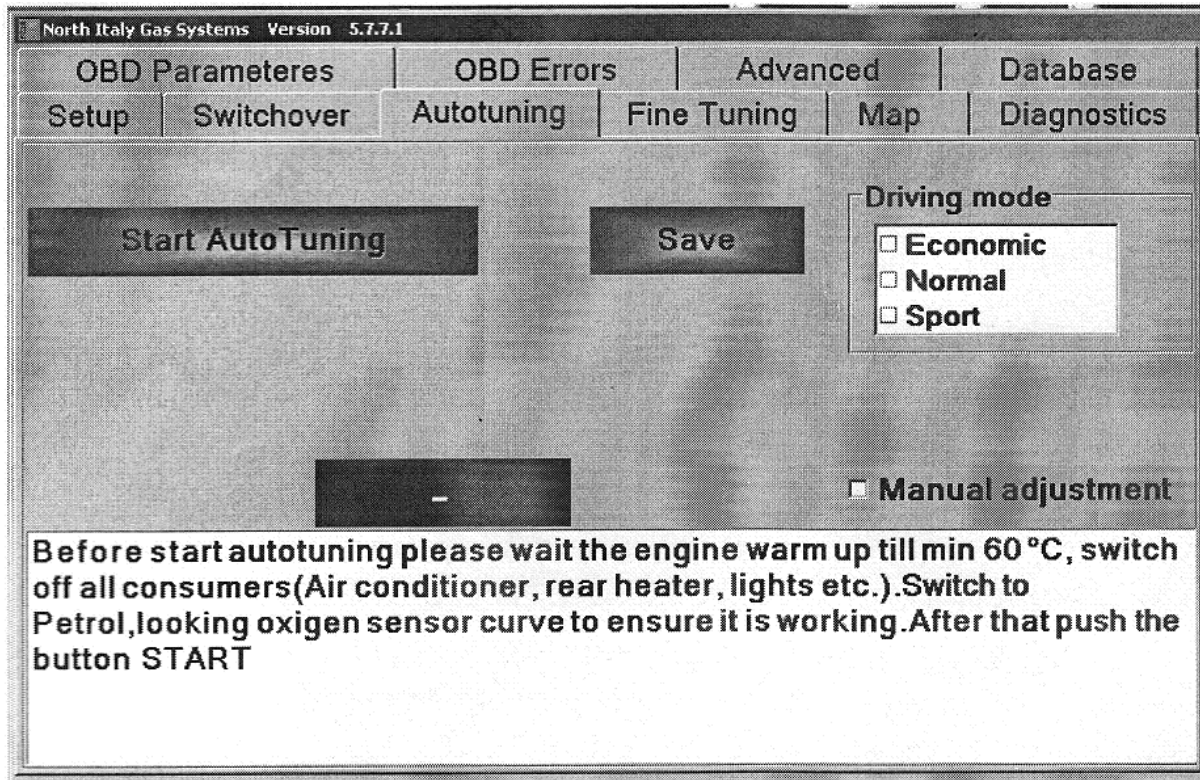 North Italy Gas Systems Version 5.7.7.1
OBD Parameteres OBD Errors Advanced Database
Setup Switchover Autotuning Fine Tuning Map Diagnostics
Driving mode
Start AutoTuning Save
Economic
Normal
Sport
-
Manual adjustment
Before start autotuning please wait the engine warm up till min 60 °C, switch
off all consumers(Air conditioner, rear heater, lights etc.).Switch to
Petrol,looking oxigen sensor curve to ensure it is working.After that push the
button START